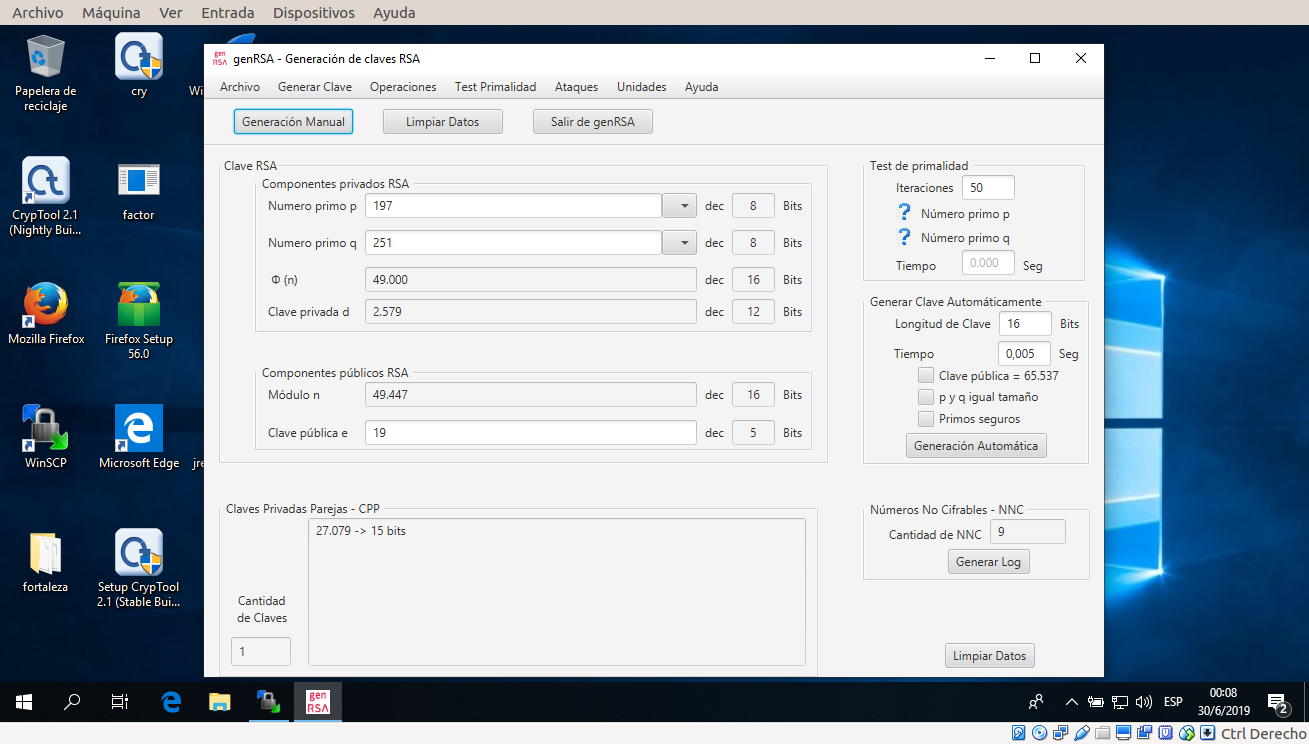 Archivo Máquina Ver Entrada Dispositivos Ayuda
Papelera de
reciclaje
cry
Wi
CrypTool 2.1
(Nightly Bui...
factor
Mozilla Firefox
Firefox Setup
56.0
WinSCP
Microsoft Edge
jre
fortaleza
Setup CrypTool
2.1 (Stable Bui...
gen
RSA
genRSA - Generación de claves RSA
Archivo Generar Clave Operaciones Test Primalidad Ataques Unidades Ayuda
Generación Manual Limpiar Datos Salir de genRSA
Clave RSA
Componentes privados RSA
Numero primo p 197 dec 8 Bits
Numero primo q 251 dec 8 Bits
Φ (n) 49.000 dec 16 Bits
Clave privada d 2.579 dec 12 Bits
Componentes públicos RSA
Módulo n 49.447 dec 16 Bits
Clave pública e 19 dec 5 Bits
Claves Privadas Parejas - CPP
27.079 -> 15 bits
Cantidad
de Claves
1
Test de primalidad
Iteraciones 50
? Número primo p
? Número primo q
Tiempo 0.000 Seg
Generar Clave Automáticamente
Longitud de Clave 16 Bits
Tiempo 0,005 Seg
Clave pública = 65.537
p y q igual tamaño
Primos seguros
Generación Automática
Números No Cifrables - NNC
Cantidad de NNC 9
Generar Log
Limpiar Datos
gen
RSA
ESP
00:08
30/6/2019
2
Ctrl Derecho